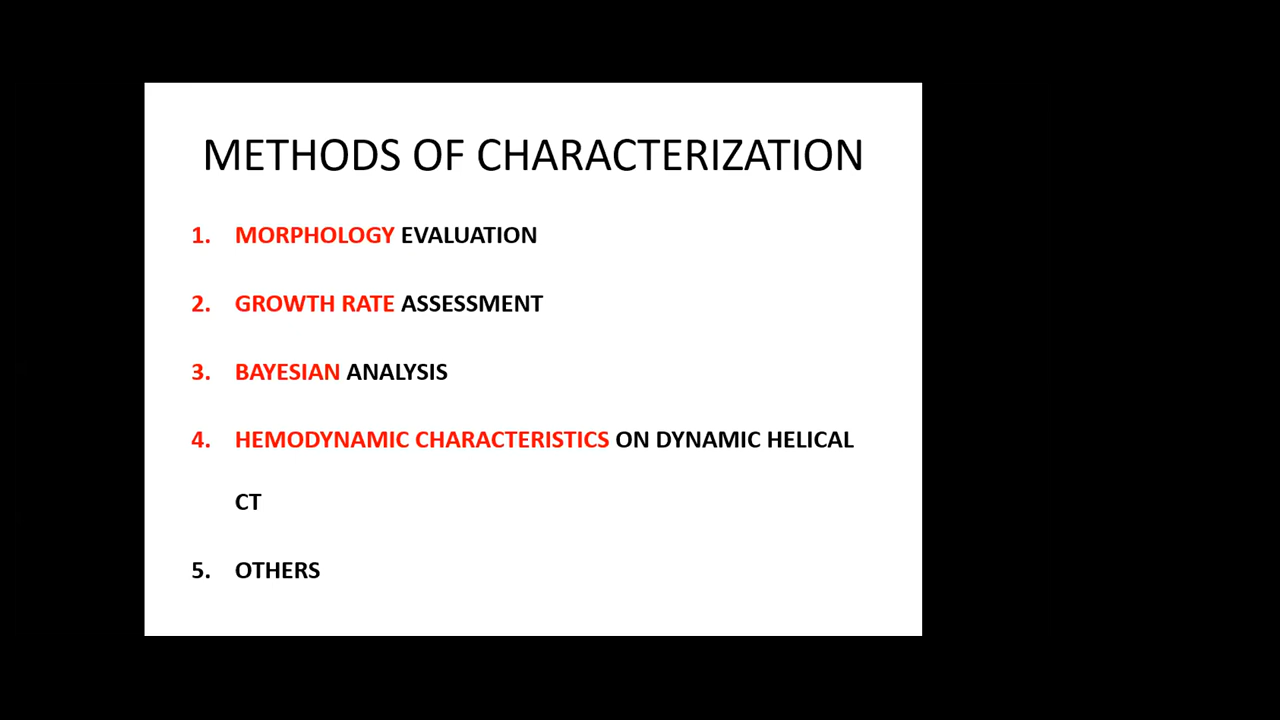 METHODS OF CHARACTERIZATION
1. MORPHOLOGY EVALUATION
2. GROWTH RATE ASSESSMENT
3. BAYESIAN ANALYSIS
4. HEMODYNAMIC CHARACTERISTICS ON DYNAMIC HELICAL
CT
5. OTHERS